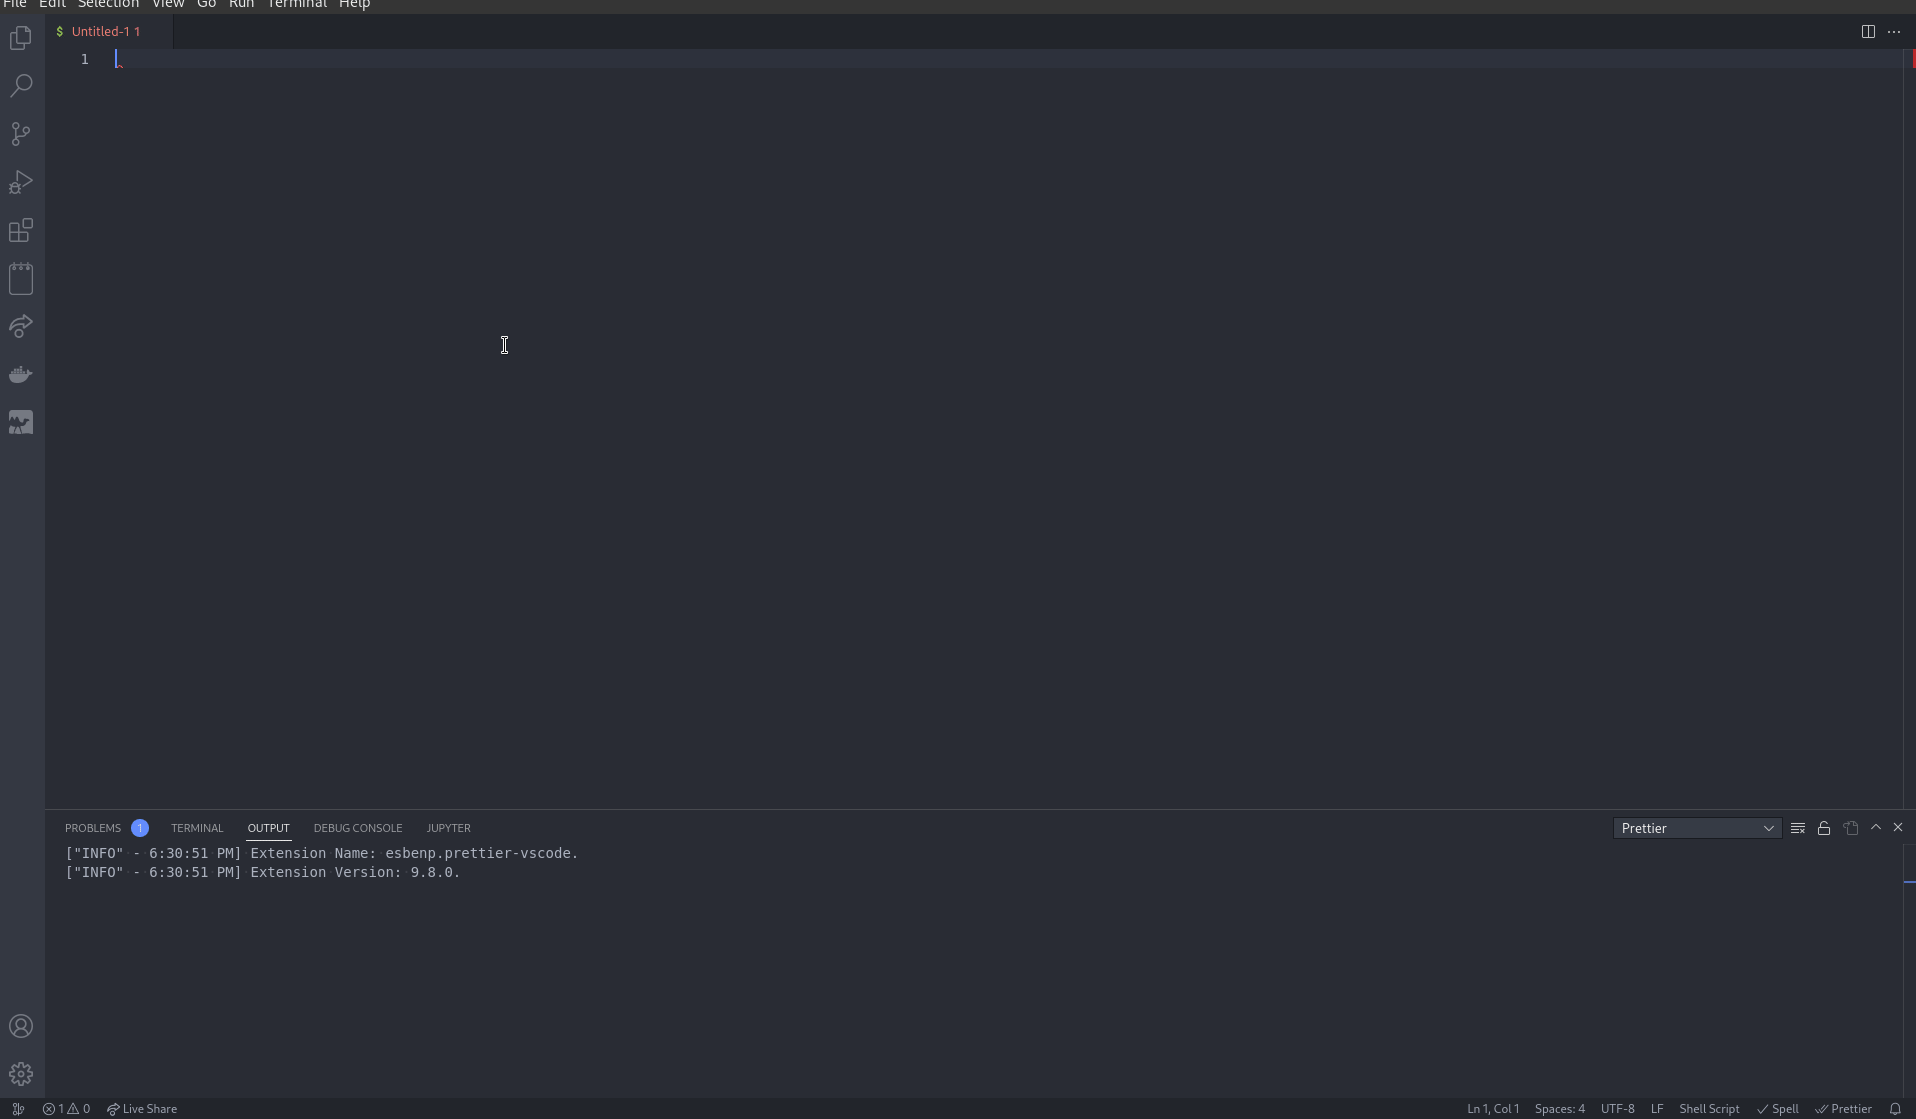 File Edit Selection View Go Run Terminal Help
$ Untitled-1 1
1
PROBLEMS 1 TERMINAL OUTPUT DEBUG CONSOLE JUPYTER Prettier
["INFO" - 6:30:51 PM] Extension Name: esbenp.prettier-vscode.
["INFO" - 6:30:51 PM] Extension Version: 9.8.0.
1 0 Live Share Ln 1, Col 1 Spaces: 4 UTF-8 LF Shell Script Spell Prettier